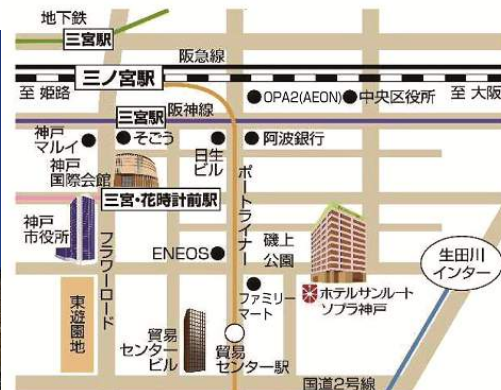 地下鉄
三宮駅
阪急線
三ノ宮駅
至 姫路
OPA2(AEON)
中央区役所
至 大阪
三宮駅
阪神線
神戸
マルイ
そごう
日生
ビル
阿波銀行
神戸
国際会館
三宮・花時計前駅
ポートライナー
神戸
市役所
フラワーロード
ENEOS
磯上
公園
生田川
インター
東遊園地
ファミリー
マート
ホテルサンルート
ソプラ神戸
貿易
センター
ビル
貿易
センター駅
国道2号線